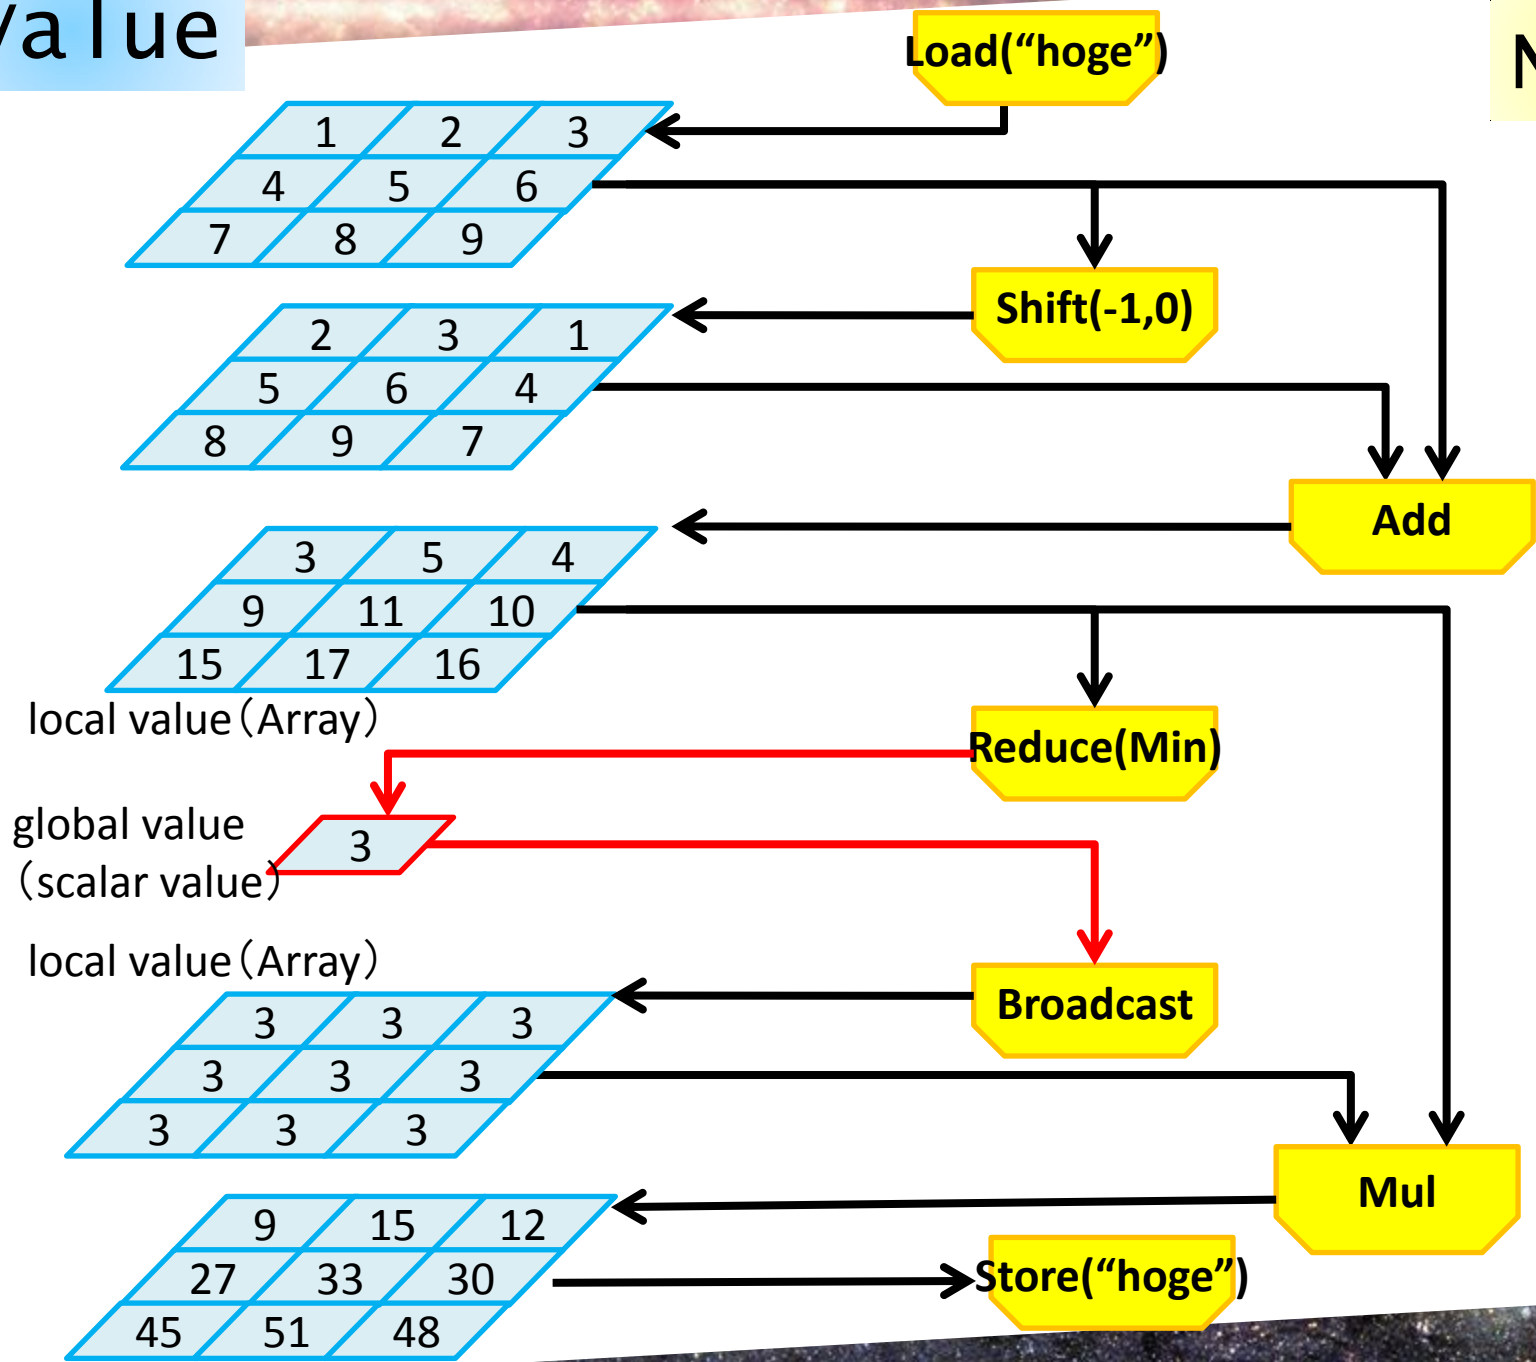 Value
Load(“hoge”)
1 2 3
4 5 6
7 8 9
Shift(-1,0)
2 3 1
5 6 4
8 9 7
Add
3 5 4
9 11 10
15 17 16
local value（Array）
Reduce(Min)
global value
（scalar value）
3
local value（Array）
Broadcast
3 3 3
3 3 3
3 3 3
Mul
9 15 12
27 33 30
45 51 48
Store(“hoge”)